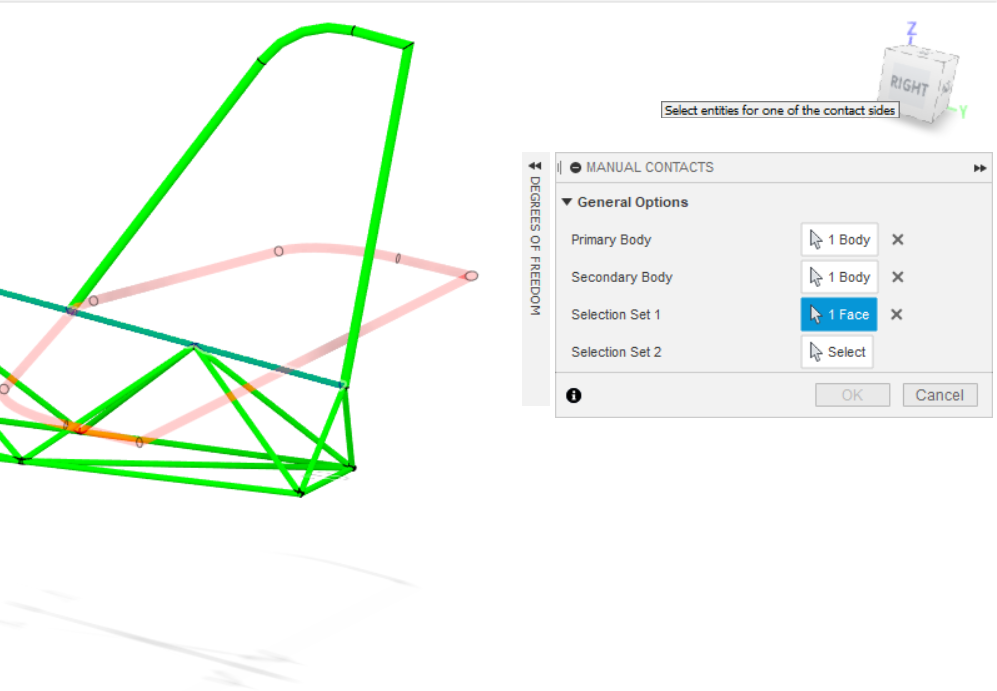 Z
RIGHT
Y
Select entities for one of the contact sides
DEGREES OF FREEDOM
MANUAL CONTACTS
General Options
Primary Body 1 Body
Secondary Body 1 Body
Selection Set 1 1 Face
Selection Set 2 Select
OK Cancel